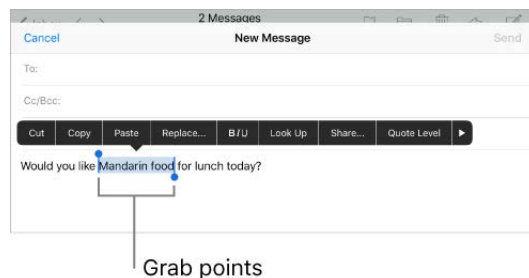 2 Messages
Cancel New Message Send
To:
Cc/Bcc:
Cut Copy Paste Replace... B I U Look Up Share... Quote Level
Would you like Mandarin food for lunch today?
Grab points